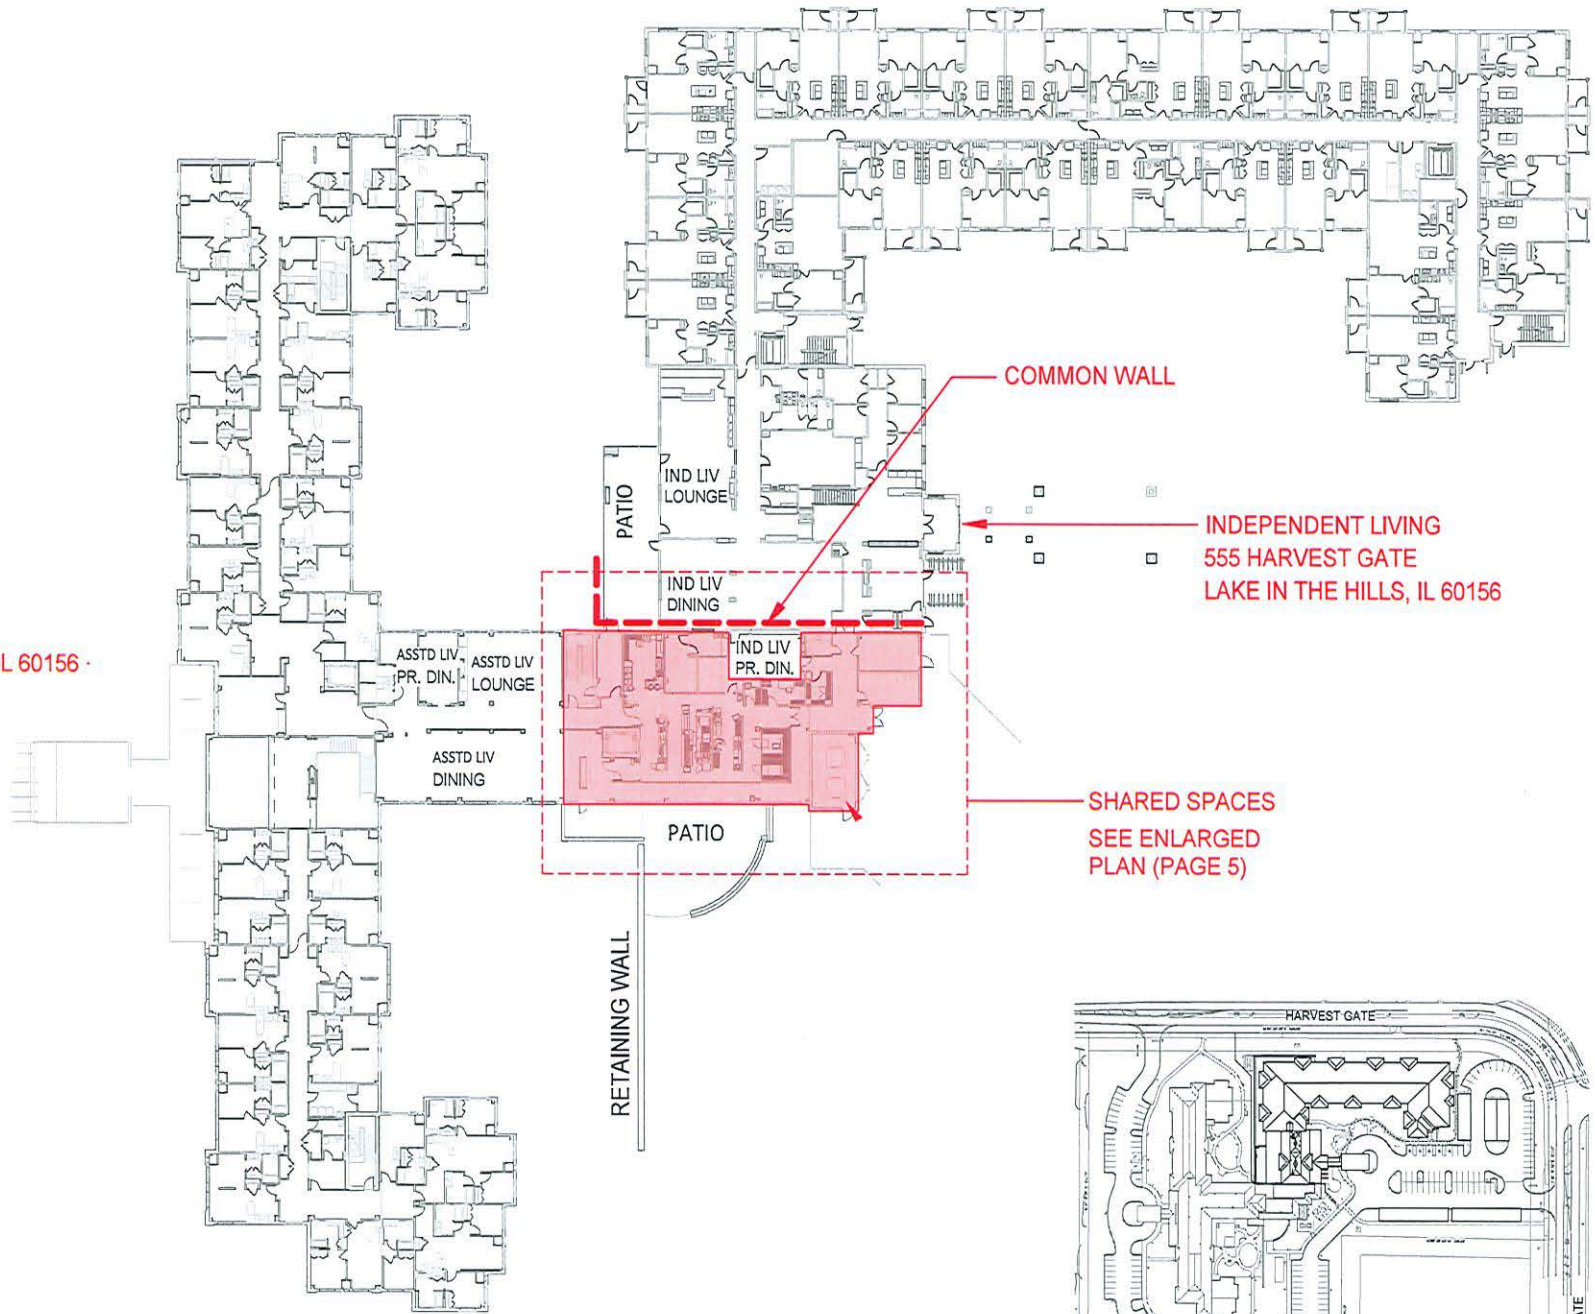 COMMON WALL
PATIO
IND LIV
LOUNGE
INDEPENDENT LIVING
555 HARVEST GATE
LAKE IN THE HILLS, IL 60156
IND LIV
DINING
L 60156
ASSTD LIV
PR. DIN.
ASSTD LIV
LOUNGE
IND LIV
PR. DIN.
ASSTD LIV
DINING
SHARED SPACES
SEE ENLARGED
PLAN (PAGE 5)
PATIO
RETAINING WALL
HARVEST GATE